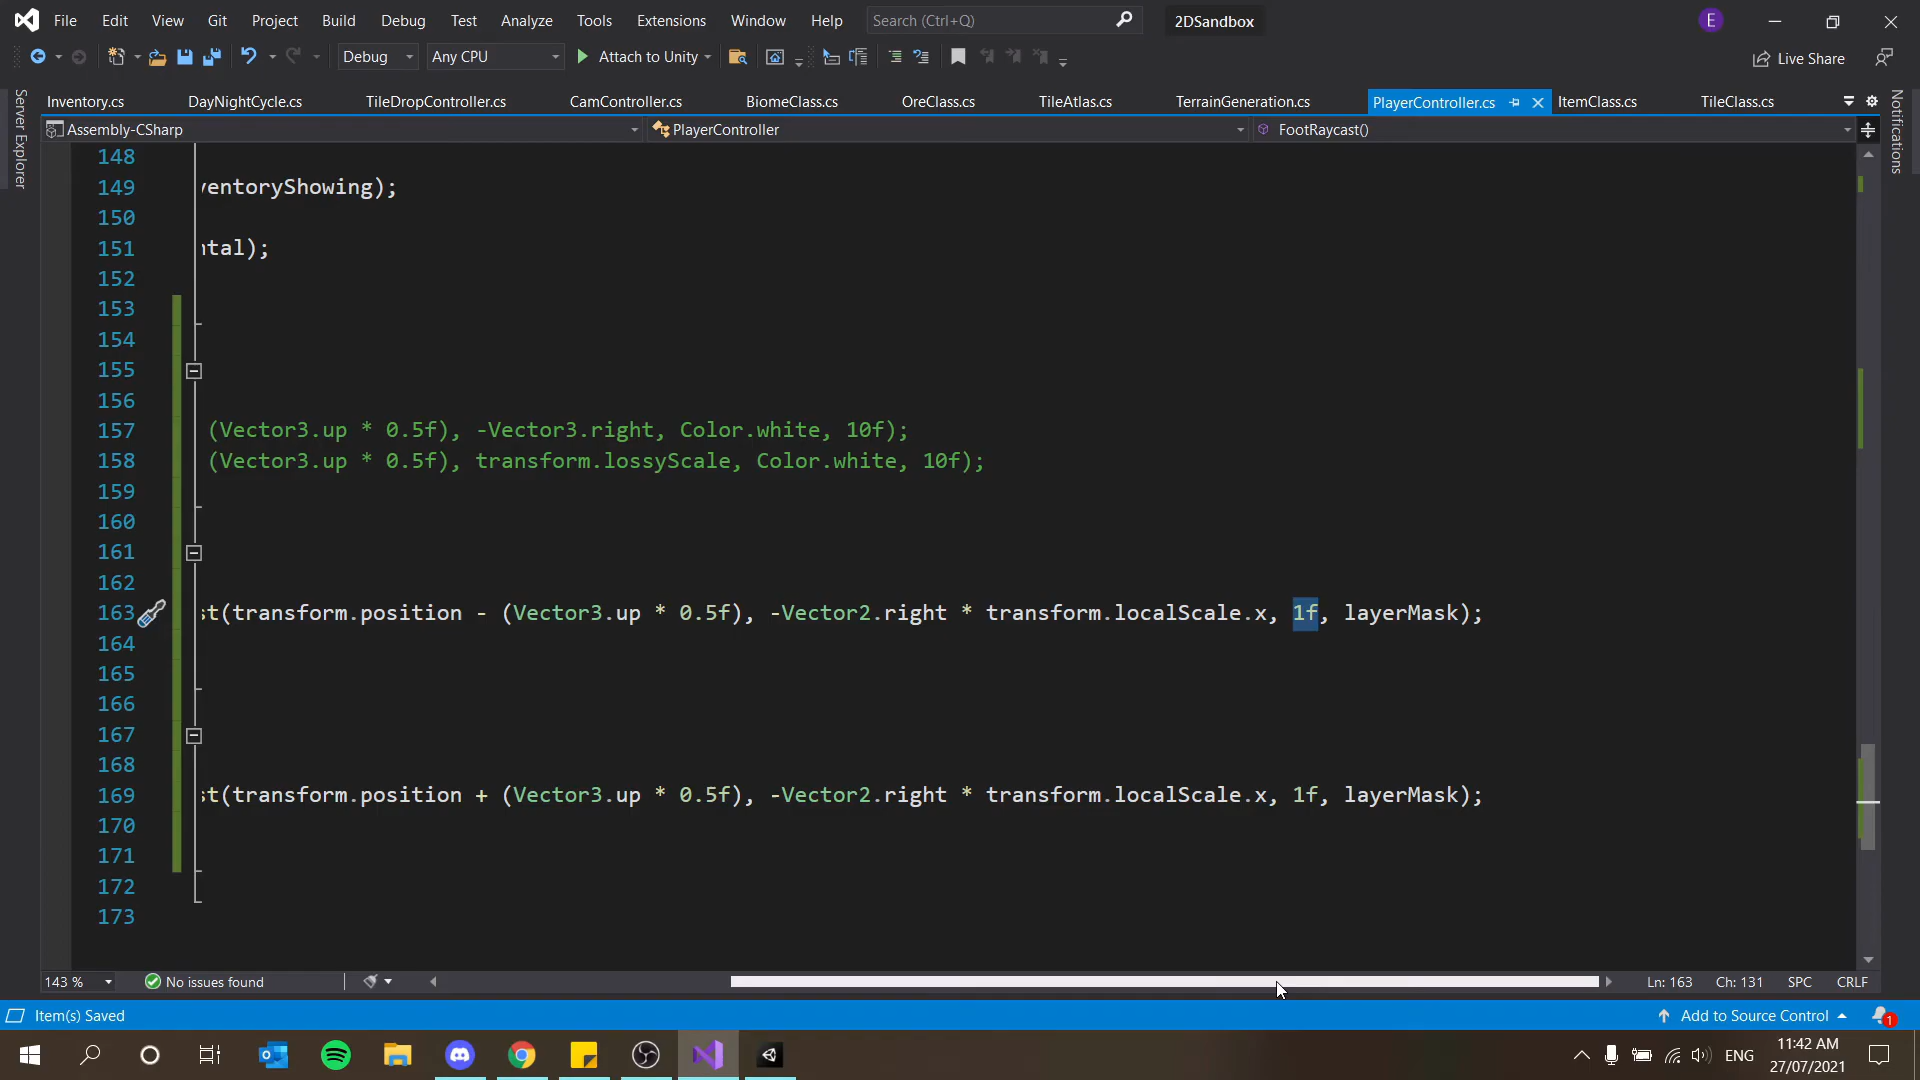 File Edit View Git Project Build Debug Test Analyze Tools Extensions Window Help Search (Ctrl+Q) 2DSandbox E
Debug Any CPU Attach to Unity Live Share
Server Explorer
Inventory.cs DayNightCycle.cs TileDropController.cs CamController.cs BiomeClass.cs OreClass.cs TileAtlas.cs TerrainGeneration.cs PlayerController.cs ItemClass.cs TileClass.cs
Notifications
Assembly-CSharp PlayerController FootRaycast()
148
149 ventoryShowing);
150
151 ntal);
152
153
154
155
156
157 (Vector3.up * 0.5f), -Vector3.right, Color.white, 10f);
158 (Vector3.up * 0.5f), transform.lossyScale, Color.white, 10f);
159
160
161
162
163 st(transform.position - (Vector3.up * 0.5f), -Vector2.right * transform.localScale.x, 1f, layerMask);
164
165
166
167
168
169 st(transform.position + (Vector3.up * 0.5f), -Vector2.right * transform.localScale.x, 1f, layerMask);
170
171
172
173
143 % No issues found Ln: 163 Ch: 131 SPC CRLF
Item(s) Saved Add to Source Control 1
ENG 11:42 AM
27/07/2021